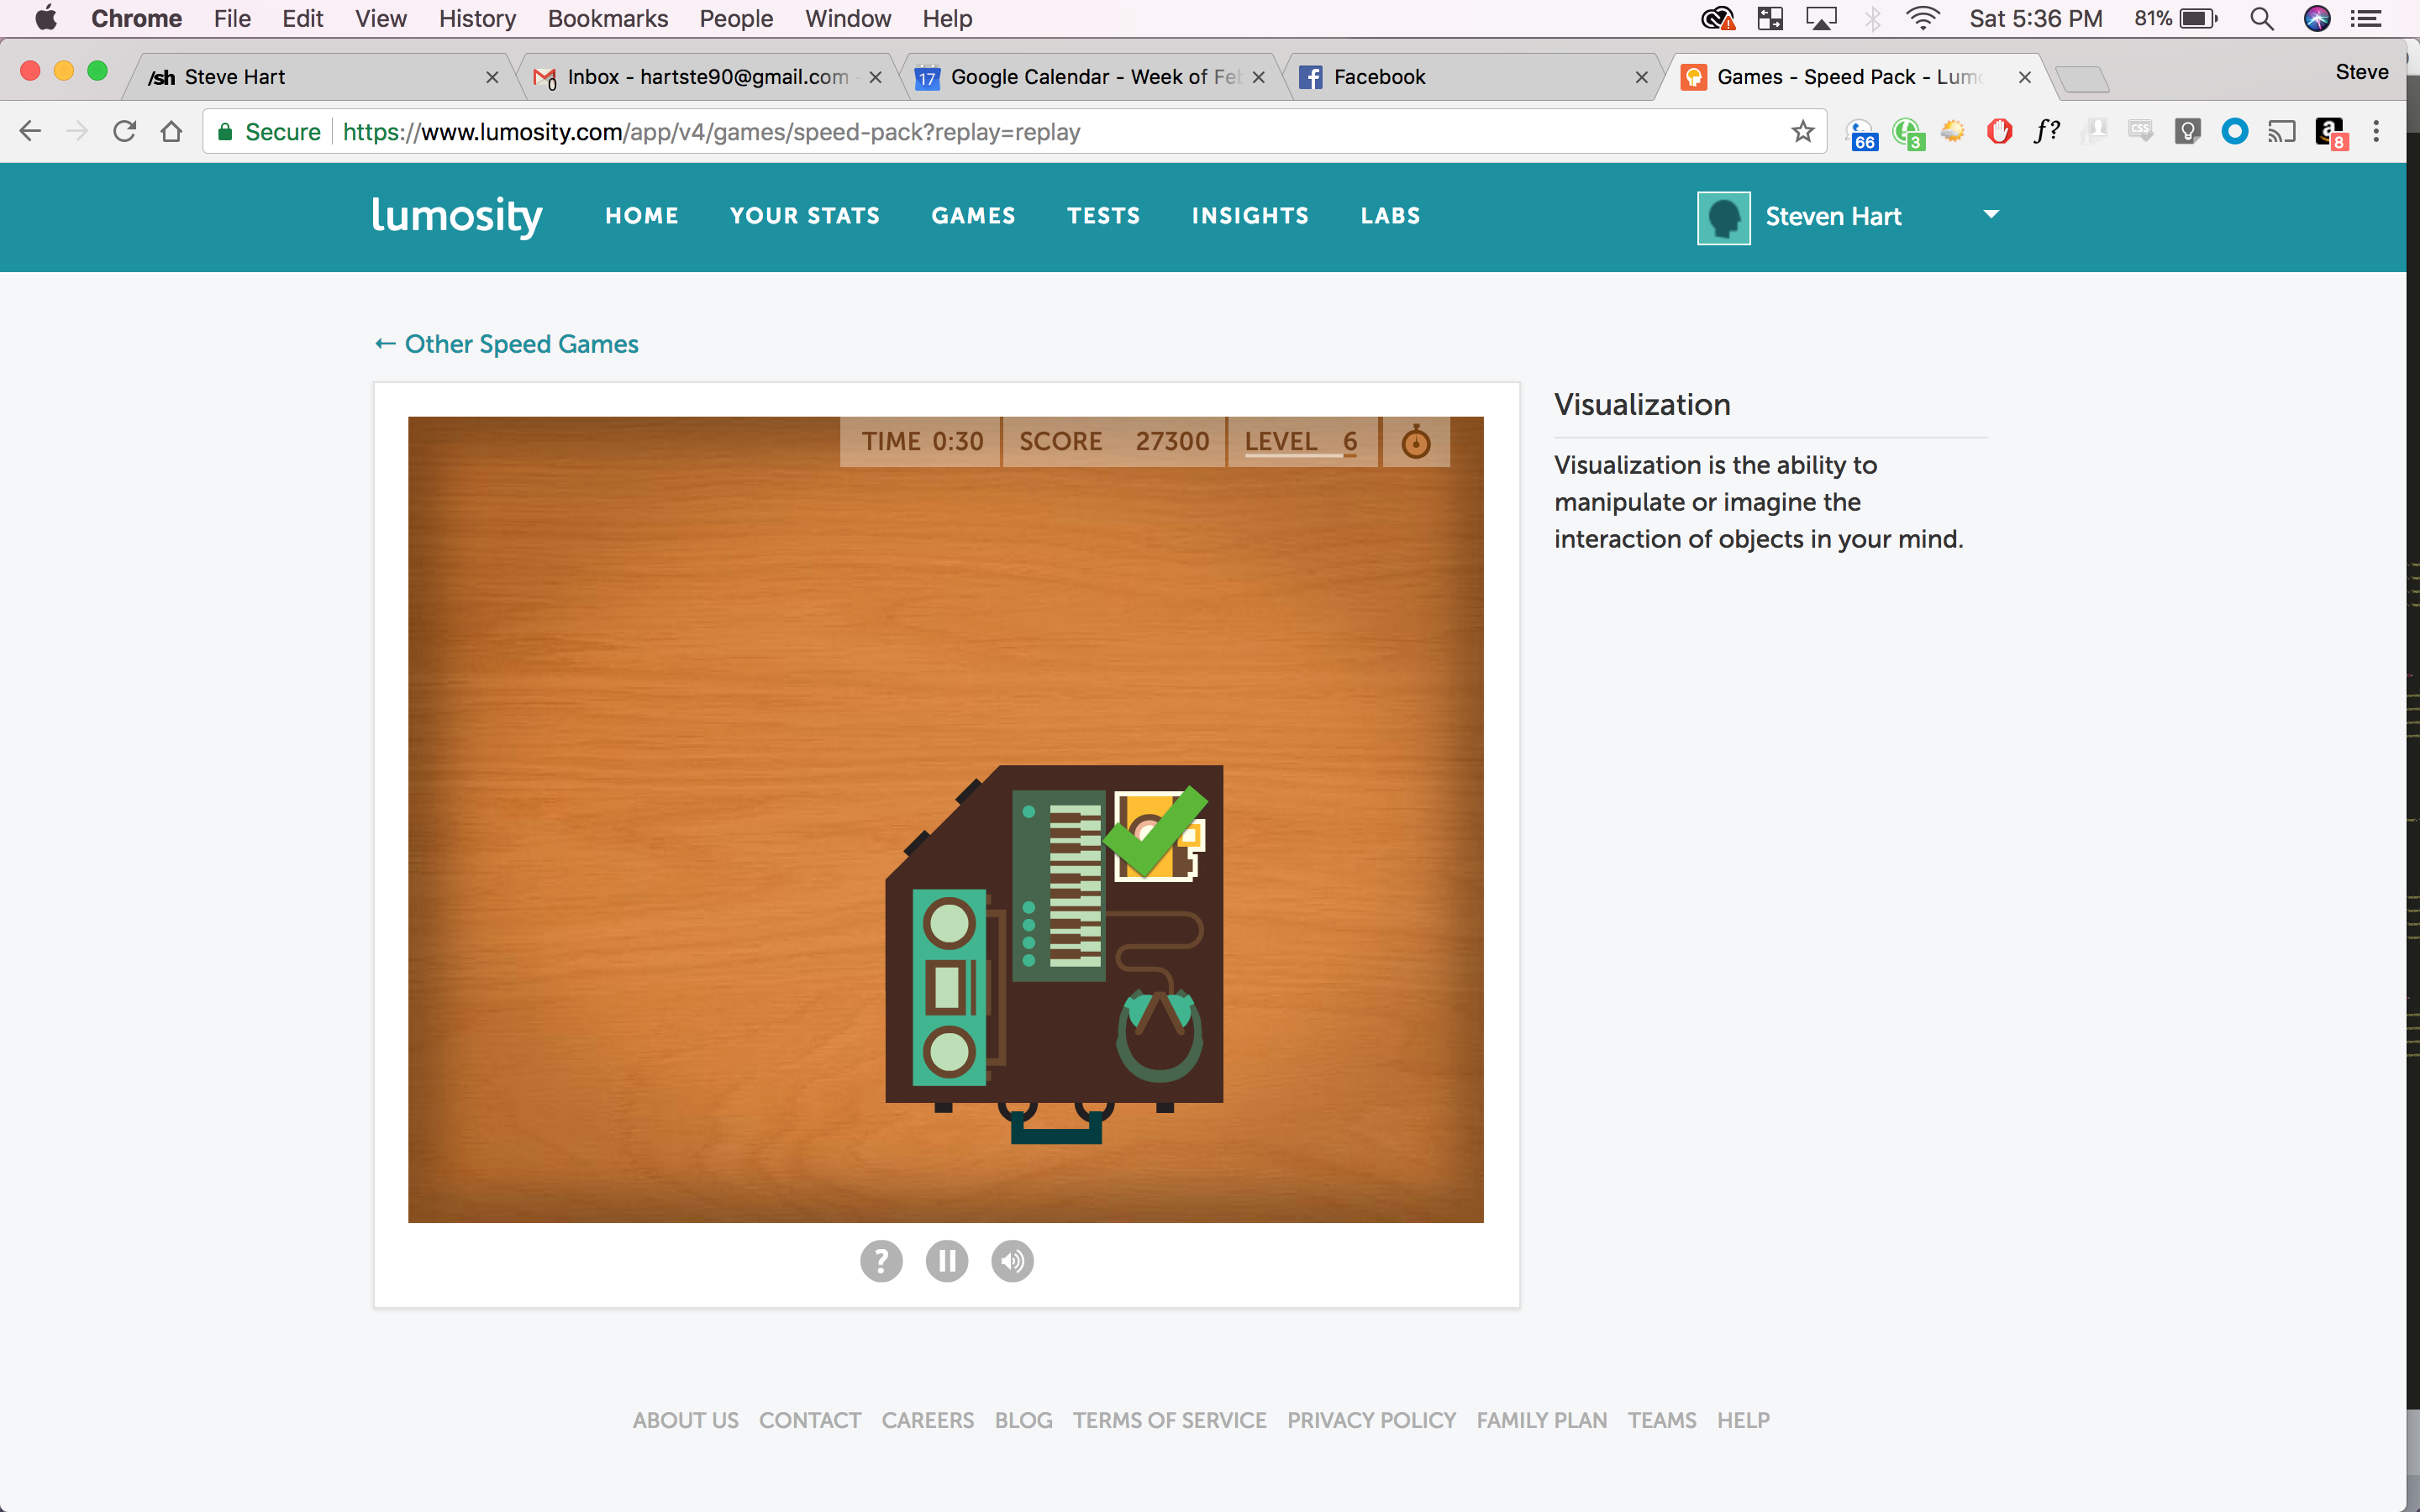 Chrome File Edit View History Bookmarks People Window Help Sat 5:36 PM 81%
/sh Steve Hart Inbox - hartste90@gmail.com - 17 Google Calendar - Week of Feb Facebook Games - Speed Pack - Lum Steve
Secure https://www.lumosity.com/app/v4/games/speed-pack?replay=replay 66 3 f? CSS a 8
lumosity HOME YOUR STATS GAMES TESTS INSIGHTS LABS Steven Hart
← Other Speed Games
TIME 0:30 SCORE 27300 LEVEL 6
Visualization
Visualization is the ability to
manipulate or imagine the
interaction of objects in your mind.
?
ABOUT US CONTACT CAREERS BLOG TERMS OF SERVICE PRIVACY POLICY FAMILY PLAN TEAMS HELP